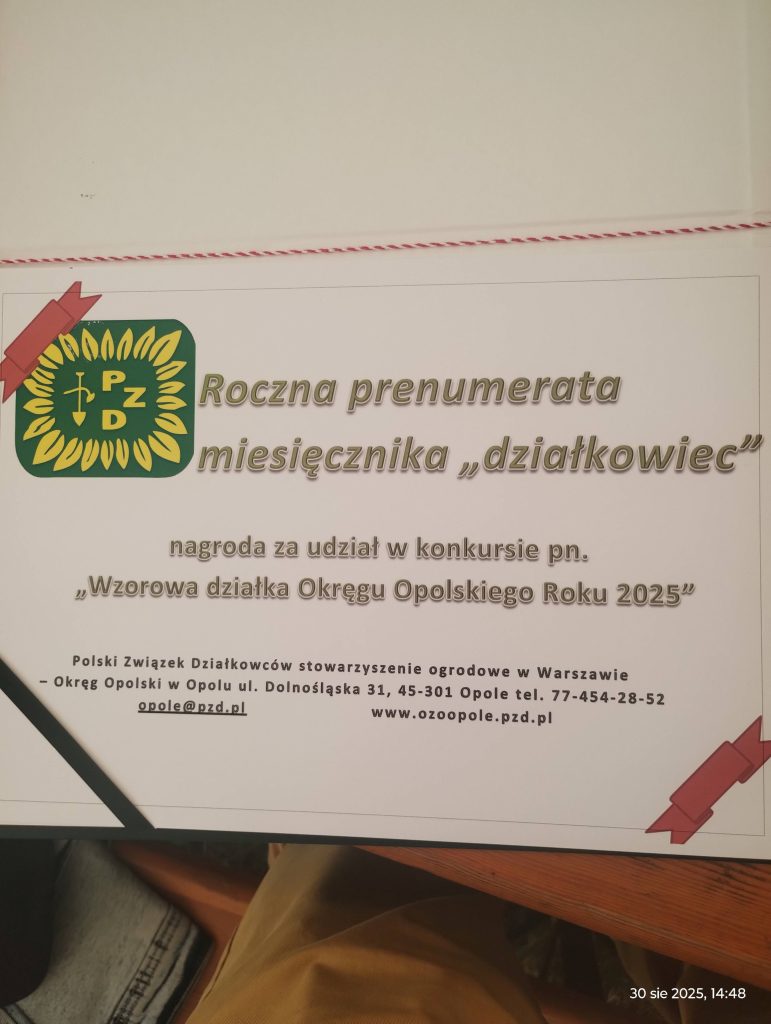 P
Z
D
Roczna prenumerata
miesięcznika „działkowiec”
nagroda za udział w konkursie pn.
„Wzorowa działka Okręgu Opolskiego Roku 2025”
Polski Związek Działkowców stowarzyszenie ogrodowe w Warszawie
– Okręg Opolski w Opolu ul. Dolnośląska 31, 45-301 Opole tel. 77-454-28-52
opole@pzd.pl www.ozoopole.pzd.pl
30 sie 2025, 14:48